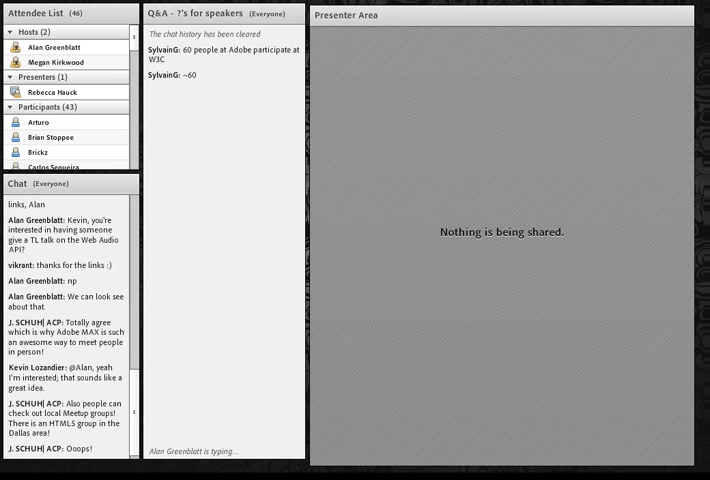 Attendee List (46)
Hosts (2)
Alan Greenblatt
Megan Kirkwood
Presenters (1)
Rebecca Hauck
Participants (43)
Arturo
Brian Stoppee
Brickz
Carlos Sequeira
Chat (Everyone)
links, Alan
Alan Greenblatt: Kevin, you're
interested in having someone
give a TL talk on the Web Audio
API?
vikrant: thanks for the links :)
Alan Greenblatt: np
Alan Greenblatt: We can look see
about that.
J. SCHUH| ACP: Totally agree
which is why Adobe MAX is such
an awesome way to meet people
in person!
Kevin Lozandier: @Alan, yeah
I'm interested; that sounds like a
great idea.
J. SCHUH| ACP: Also people can
check out local Meetup groups!
There is an HTML5 group in the
Dallas area!
J. SCHUH| ACP: Ooops!
Q&A - ?'s for speakers (Everyone)
The chat history has been cleared
SylvainG: 60 people at Adobe participate at
W3C
SylvainG: ~60
Alan Greenblatt is typing...
Presenter Area
Nothing is being shared.